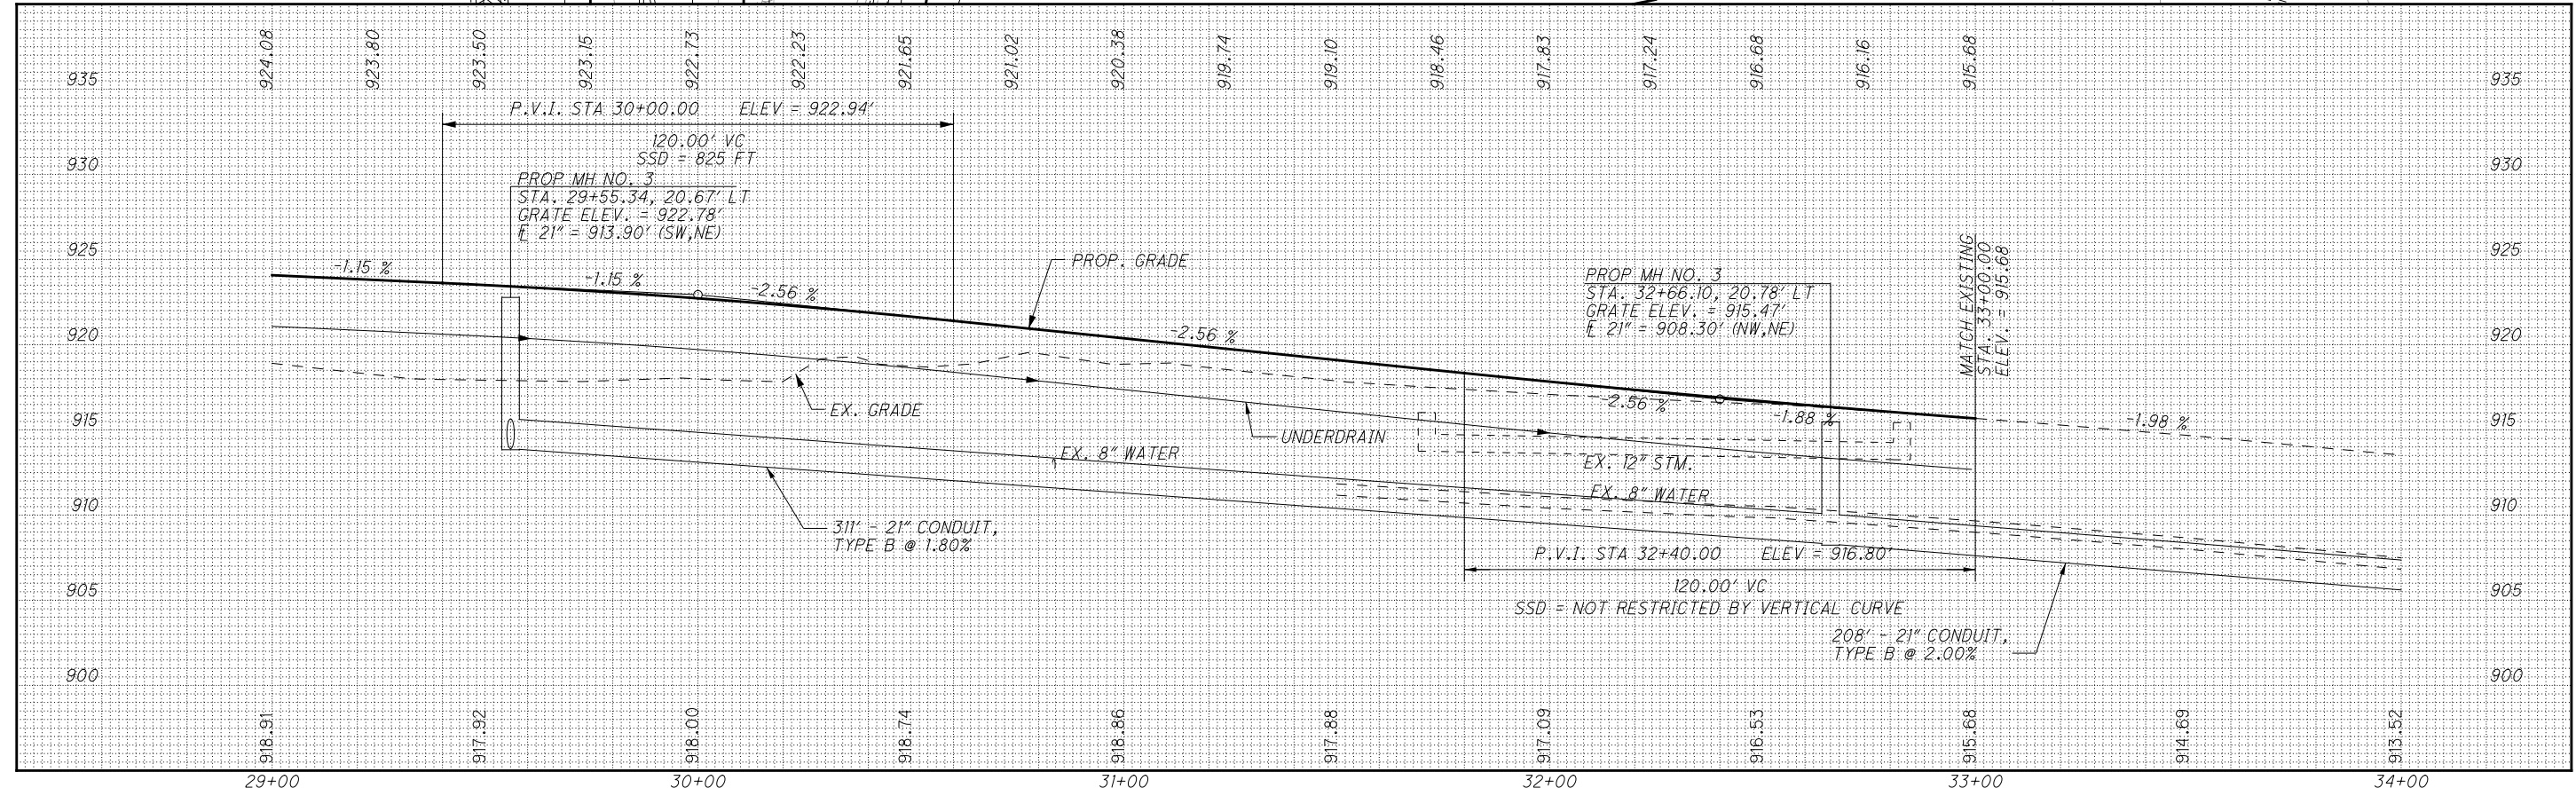 924.08
923.80
923.50
923.15
922.73
922.23
921.65
921.02
920.38
919.74
919.10
918.46
917.83
917.24
916.68
916.16
915.68
935
935
P.V.I. STA 30+00.00 ELEV = 922.94'
120.00' VC
SSD = 825 FT
930
930
PROP MH NO. 3
STA. 29+55.34, 20.67' LT
GRATE ELEV. = 922.78'
21" = 913.90' (SW,NE)
925
925
MATCH EXISTING
STA. 33+00.00
ELEV. = 915.68
-1.15 %
-1.15 %
-2.56 %
PROP. GRADE
PROP MH NO. 3
STA. 32+66.10, 20.78' LT
GRATE ELEV. = 915.47'
21" = 908.30' (NW,NE)
920
920
-2.56 %
EX. GRADE
-2.56 %
-1.88 %
-1.98 %
915
915
UNDERDRAIN
EX. 8" WATER
EX. 12" STM.
EX. 8" WATER
910
910
311' - 21" CONDUIT,
TYPE B @ 1.80%
P.V.I. STA 32+40.00 ELEV = 916.80'
120.00' VC
SSD = NOT RESTRICTED BY VERTICAL CURVE
905
905
208' - 21" CONDUIT,
TYPE B @ 2.00%
900
900
918.91
917.92
918.00
918.74
918.86
917.88
917.09
916.53
915.68
914.69
913.52
29+00
30+00
31+00
32+00
33+00
34+00